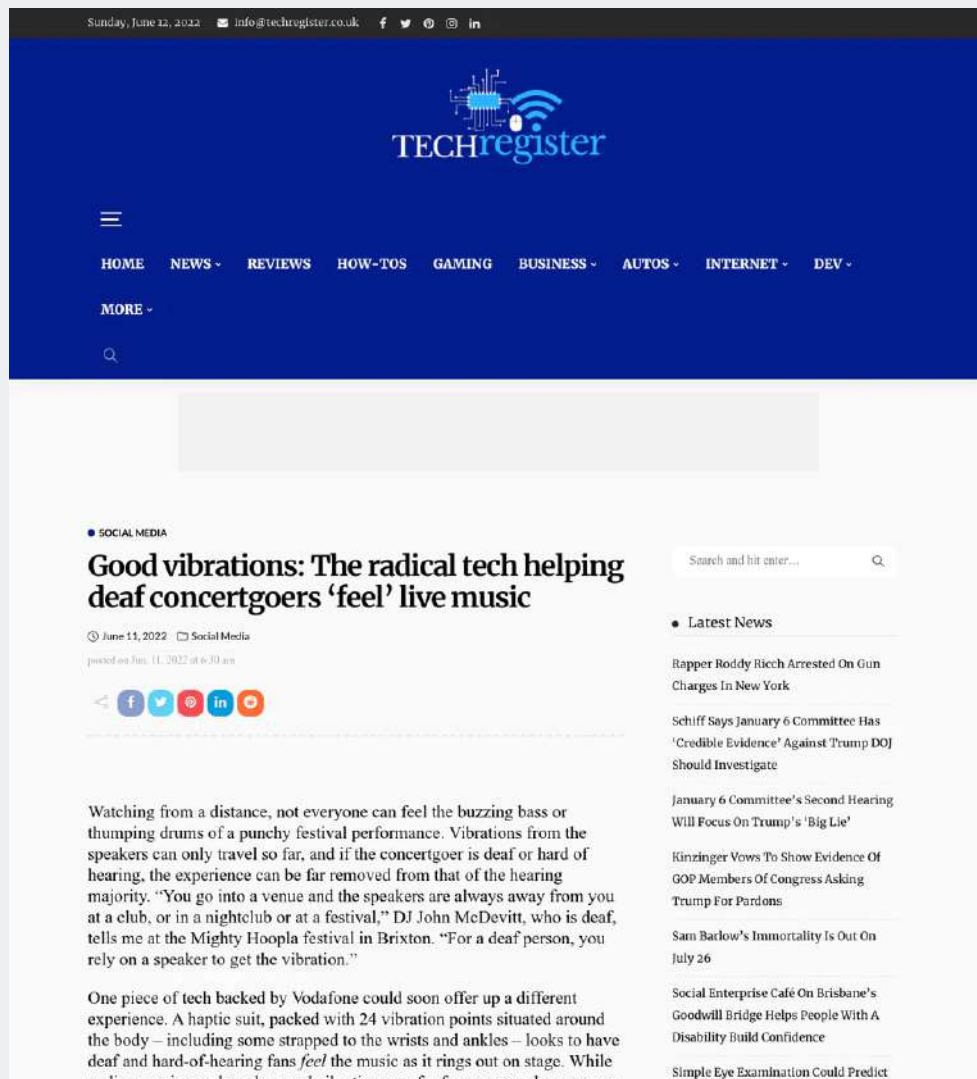 Sunday, June 12, 2022 info@techregister.co.uk
TECHregister
HOME NEWS REVIEWS HOW-TOS GAMING BUSINESS AUTOS INTERNET DEV
MORE
SOCIAL MEDIA
Good vibrations: The radical tech helping
deaf concertgoers ‘feel’ live music
June 11, 2022 Social Media
posted on Jun. 11, 2022 at 6:30 am
Watching from a distance, not everyone can feel the buzzing bass or
thumping drums of a punchy festival performance. Vibrations from the
speakers can only travel so far, and if the concertgoer is deaf or hard of
hearing, the experience can be far removed from that of the hearing
majority. “You go into a venue and the speakers are always away from you
at a club, or in a nightclub or at a festival,” DJ John McDevitt, who is deaf,
tells me at the Mighty Hoopla festival in Brixton. “For a deaf person, you
rely on a speaker to get the vibration.”
One piece of tech backed by Vodafone could soon offer up a different
experience. A haptic suit, packed with 24 vibration points situated around
the body – including some strapped to the wrists and ankles – looks to have
deaf and hard-of-hearing fans feel the music as it rings out on stage. While
Search and hit enter...
Latest News
Rapper Roddy Ricch Arrested On Gun
Charges In New York
Schiff Says January 6 Committee Has
‘Credible Evidence’ Against Trump DOJ
Should Investigate
January 6 Committee’s Second Hearing
Will Focus On Trump’s ‘Big Lie’
Kinzinger Vows To Show Evidence Of
GOP Members Of Congress Asking
Trump For Pardons
Sam Barlow’s Immortality Is Out On
July 26
Social Enterprise Café On Brisbane’s
Goodwill Bridge Helps People With A
Disability Build Confidence
Simple Eye Examination Could Predict